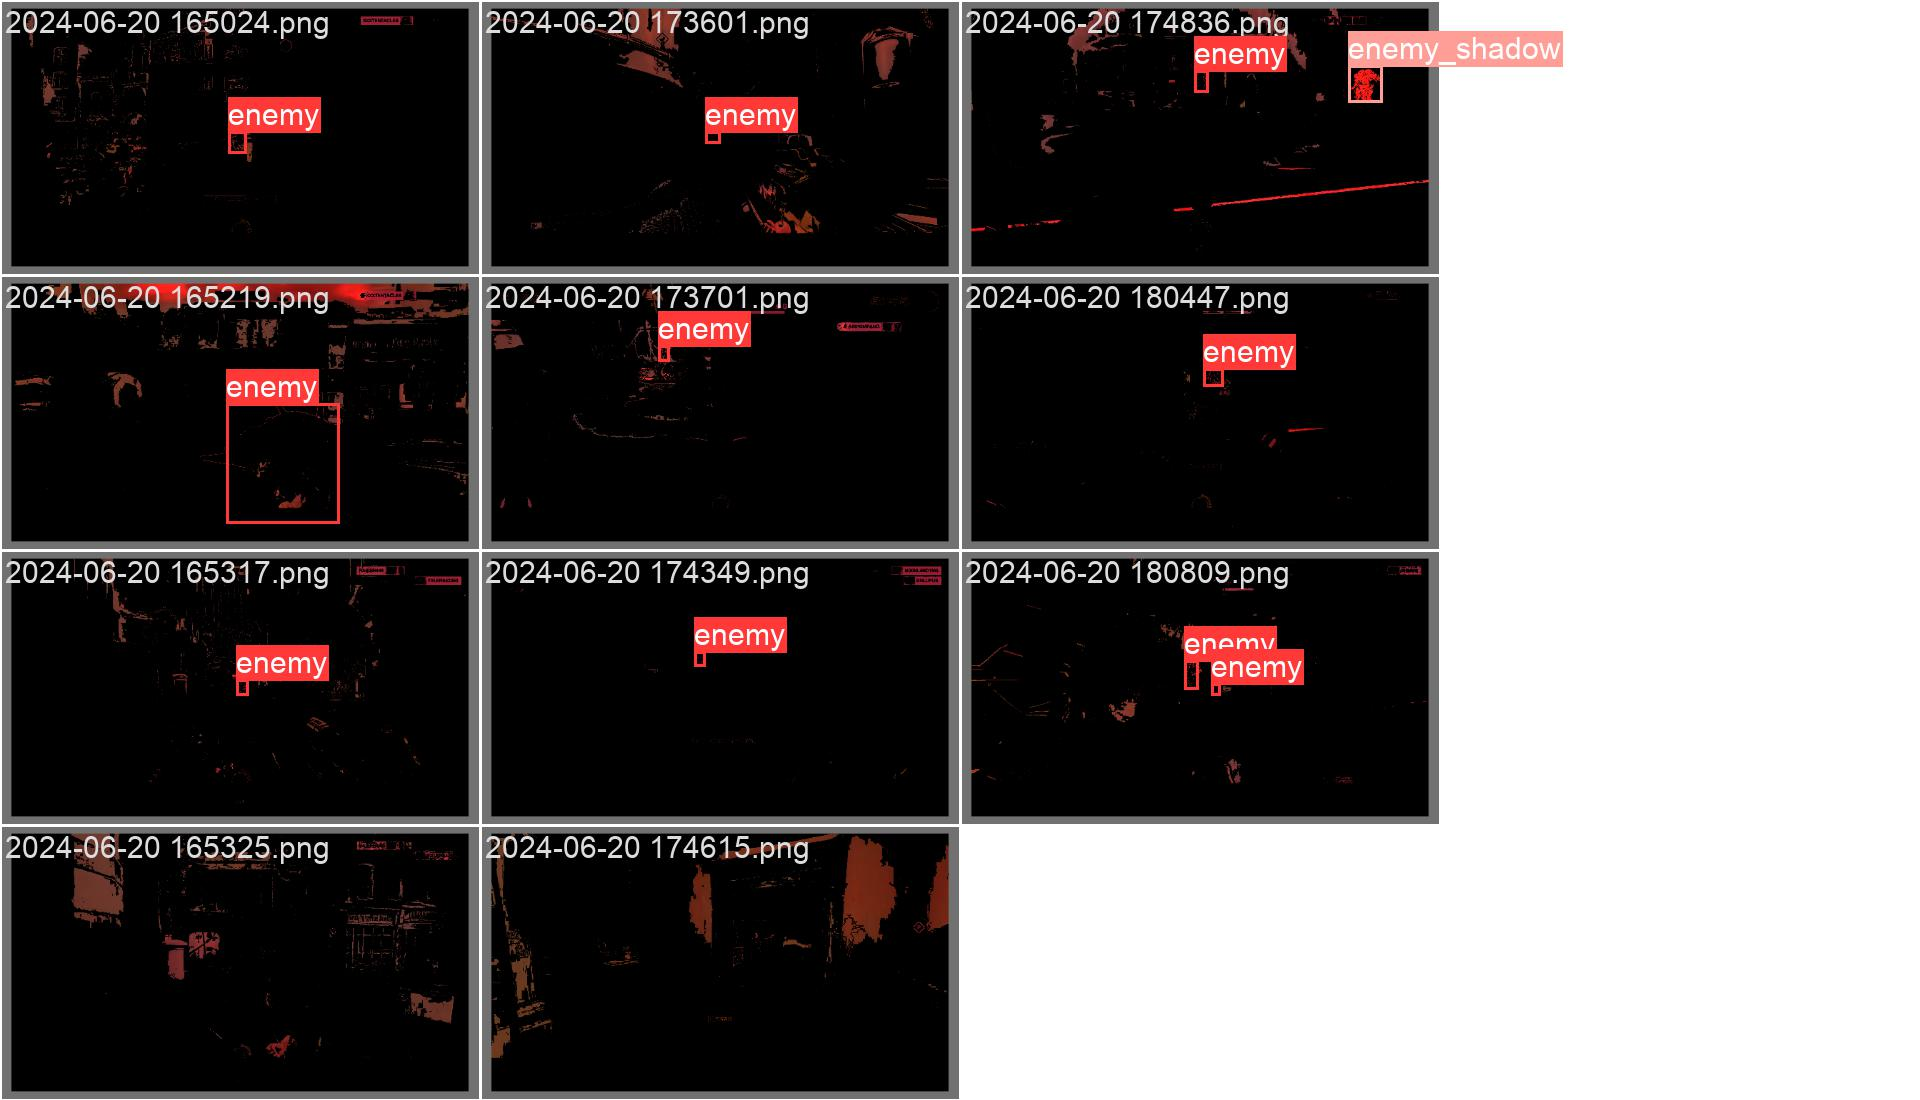 2024-06-20 165024.png
enemy
2024-06-20 173601.png
enemy
2024-06-20 174836.png
enemy
enemy_shadow
2024-06-20 165219.png
enemy
2024-06-20 173701.png
enemy
2024-06-20 180447.png
enemy
2024-06-20 165317.png
enemy
2024-06-20 174349.png
enemy
2024-06-20 180809.png
enemy
enemy
2024-06-20 165325.png
2024-06-20 174615.png